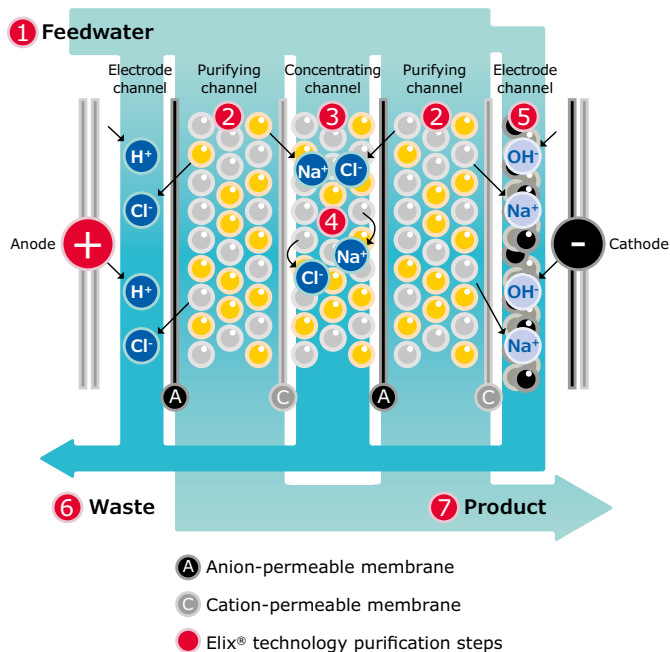 1 Feedwater
Electrode channel
Purifying channel
Concentrating channel
Purifying channel
Electrode channel
2
3
2
5
H⁺
Na⁺
Cl⁻
OH⁻
Cl⁻
4
Na⁺
Anode
+
Na⁺
-
Cathode
H⁺
Cl⁻
OH⁻
Cl⁻
Na⁺
A
C
A
C
6 Waste
7 Product
A Anion-permeable membrane
C Cation-permeable membrane
Elix® technology purification steps